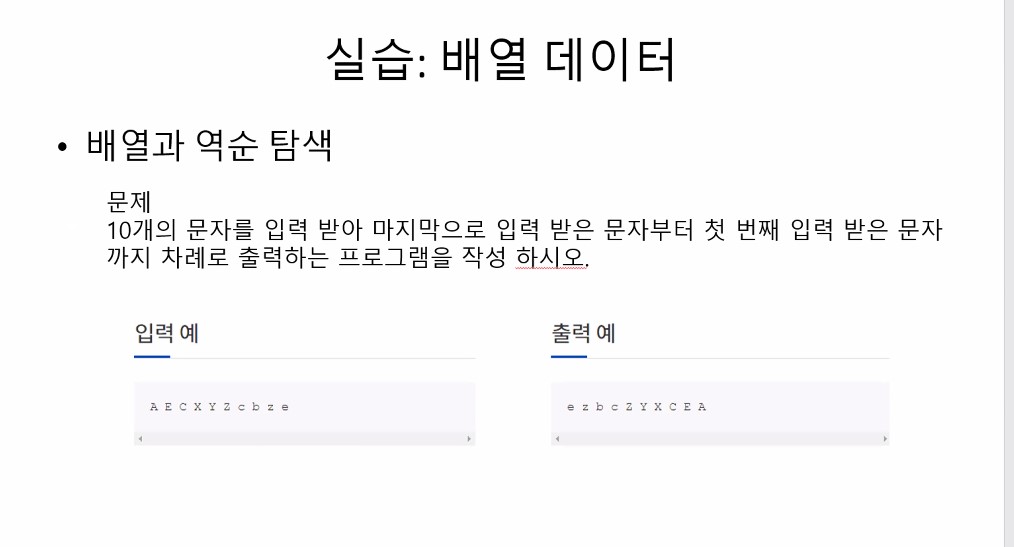 실습: 배열 데이터
• 배열과 역순 탐색
문제
10개의 문자를 입력 받아 마지막으로 입력 받은 문자부터 첫 번째 입력 받은 문자
까지 차례로 출력하는 프로그램을 작성 하시오.
입력 예
출력 예
A E C X Y Z c b z e
e z b c Z Y X C E A